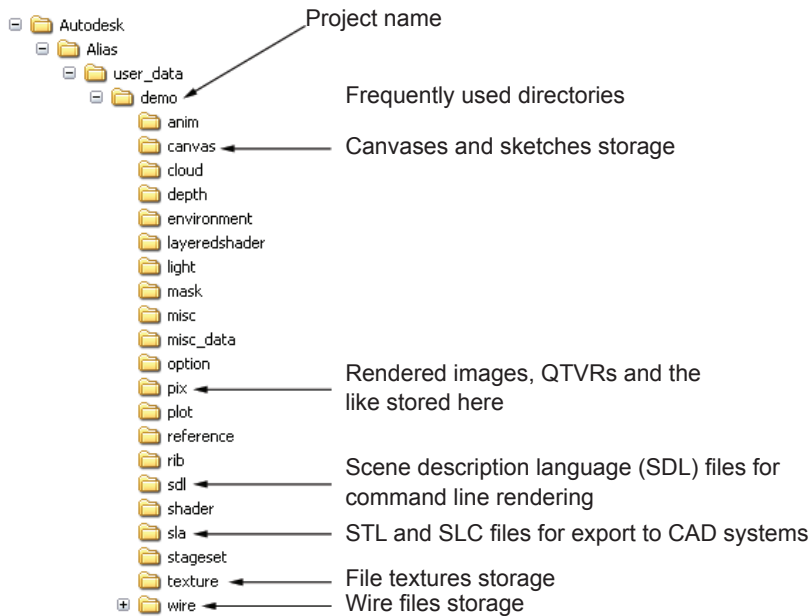 Project name
Autodesk
Alias
user_data
demo
Frequently used directories
anim
canvas
Canvases and sketches storage
cloud
depth
environment
layeredshader
light
mask
misc
misc_data
option
pix
Rendered images, QTVRs and the
like stored here
plot
reference
rib
sdl
Scene description language (SDL) files for
command line rendering
shader
sla
STL and SLC files for export to CAD systems
stageset
texture
File textures storage
wire
Wire files storage